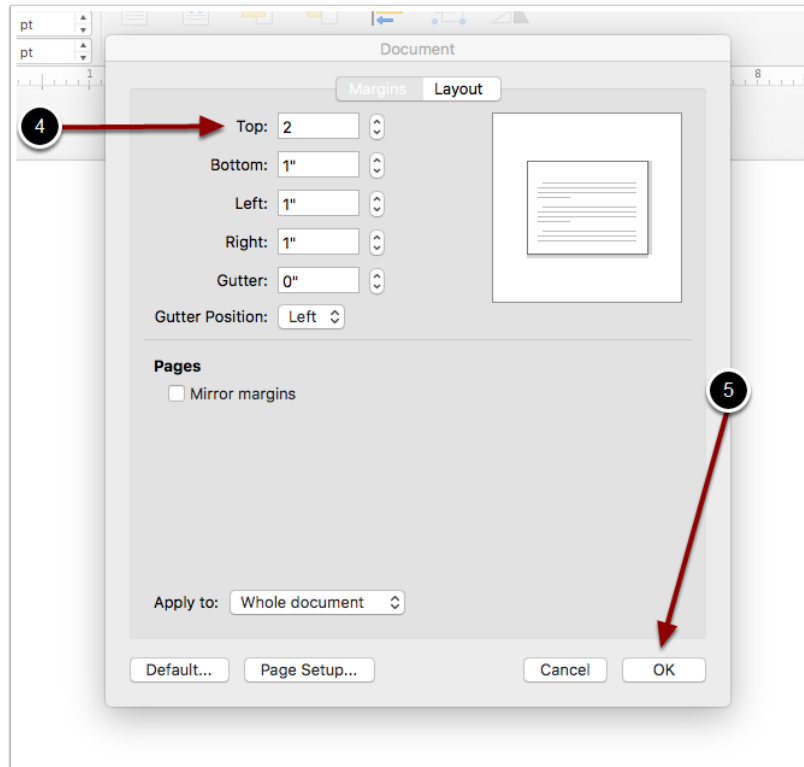 pt
pt
Document
1
8
Margins Layout
4
Top: 2
Bottom: 1"
Left: 1"
Right: 1"
Gutter: 0"
Gutter Position: Left
Pages
Mirror margins
5
Apply to: Whole document
Default... Page Setup... Cancel OK